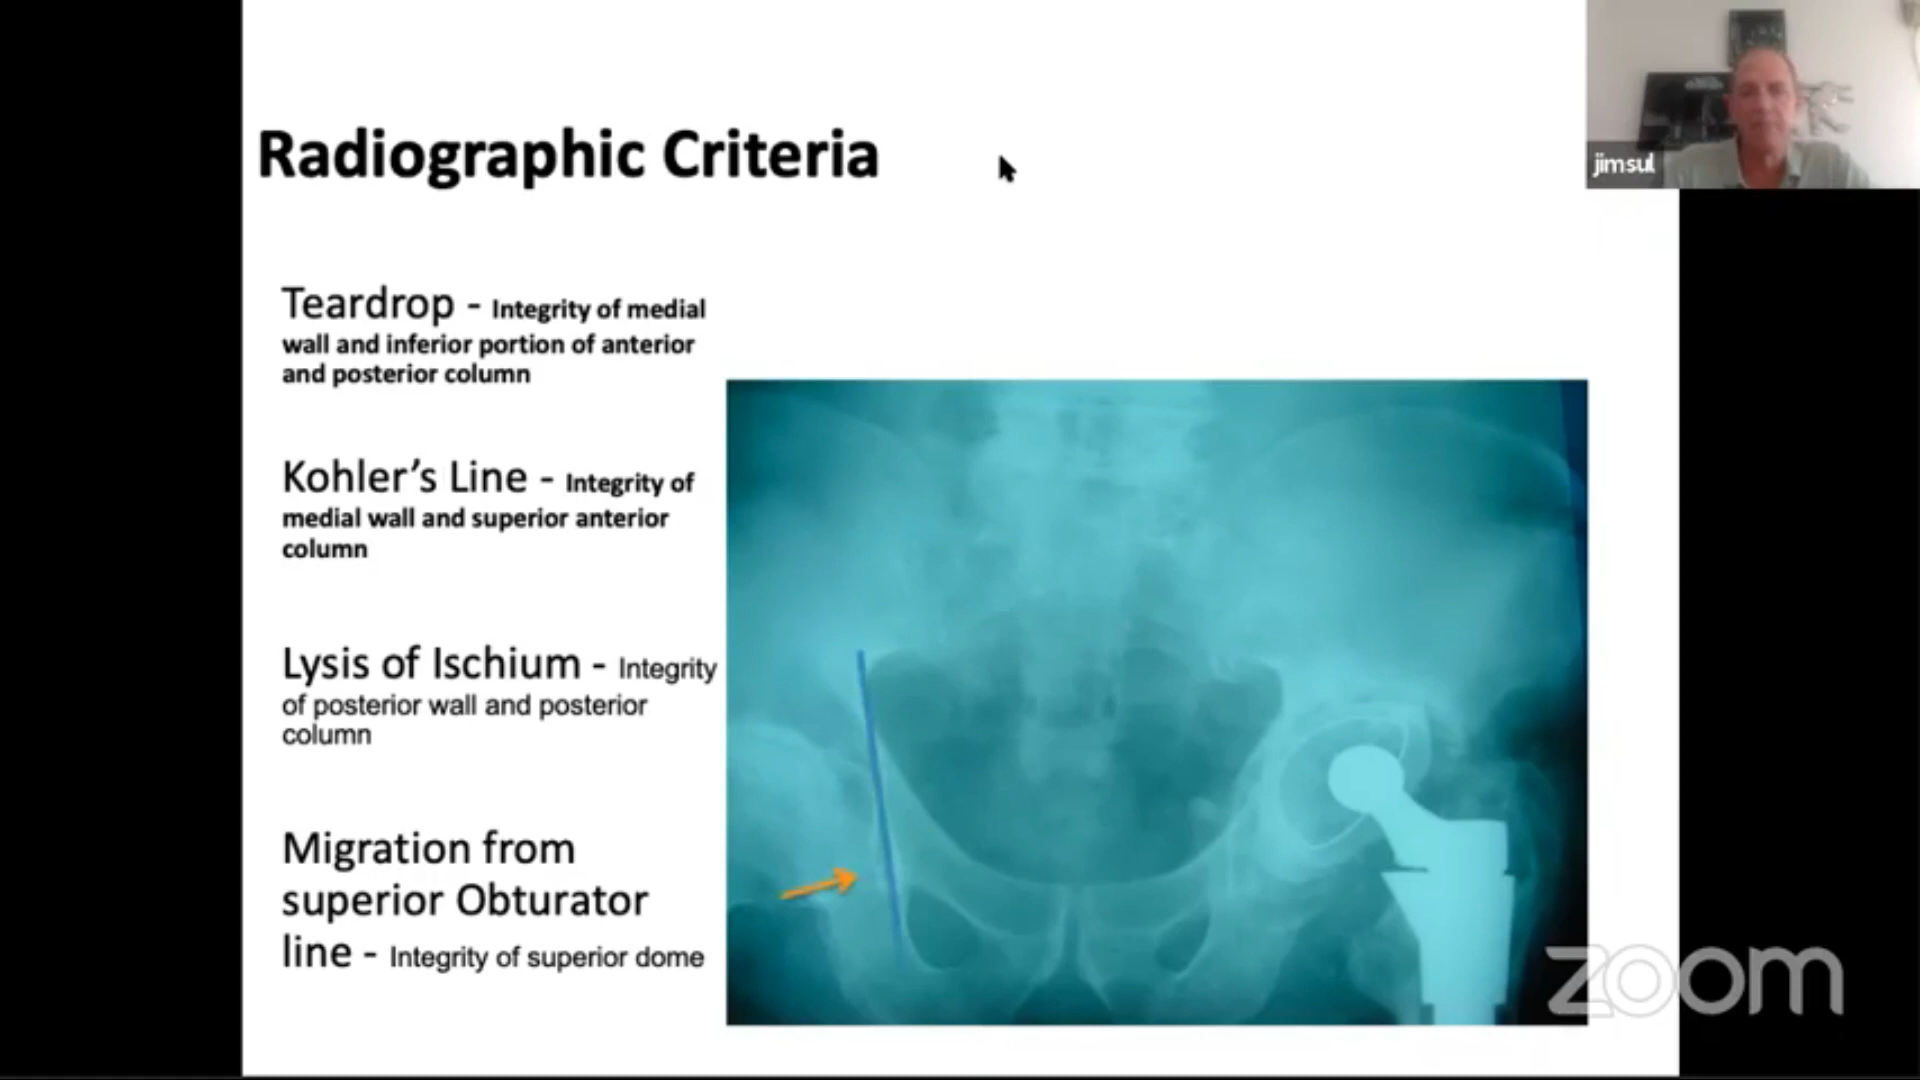 Radiographic Criteria
jimsul
Teardrop - Integrity of medial
wall and inferior portion of anterior
and posterior column
Kohler’s Line - Integrity of
medial wall and superior anterior
column
Lysis of Ischium - Integrity
of posterior wall and posterior
column
Migration from
superior Obturator
line - Integrity of superior dome
zoom